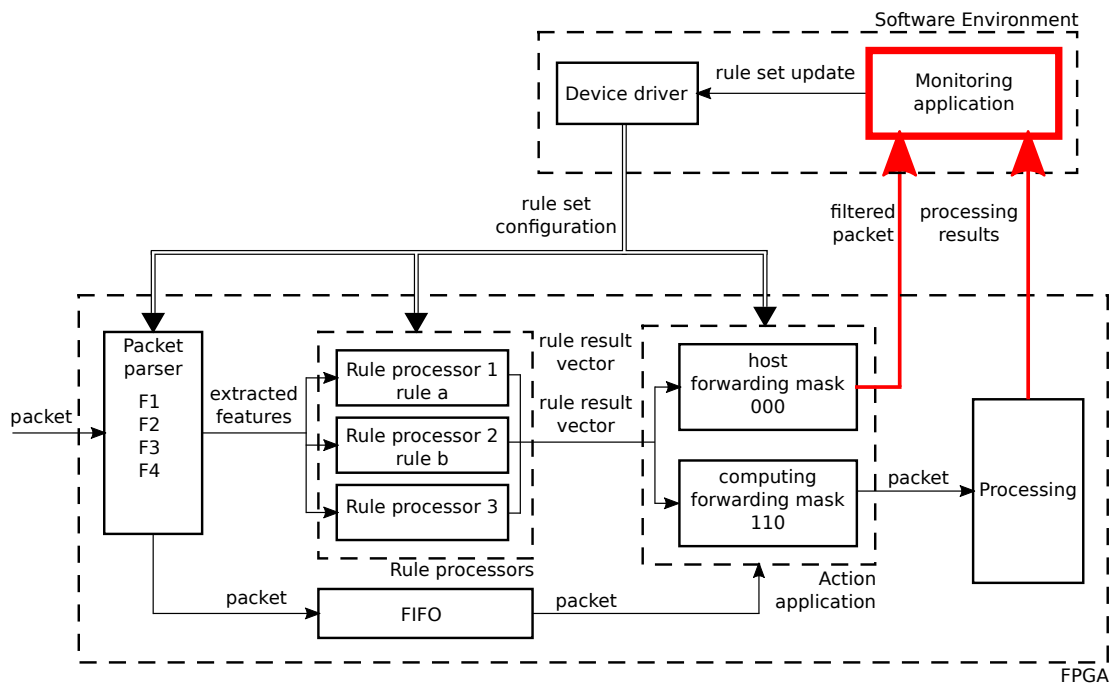 Software Environment
Device driver
rule set update
Monitoring
application
rule set
configuration
filtered
packet
processing
results
packet
Packet
parser
F1
F2
F3
F4
extracted
features
Rule processor 1
rule a
Rule processor 2
rule b
Rule processor 3
Rule processors
rule result
vector
rule result
vector
host
forwarding mask
000
computing
forwarding mask
110
Action
application
packet
Processing
packet
FIFO
packet
FPGA